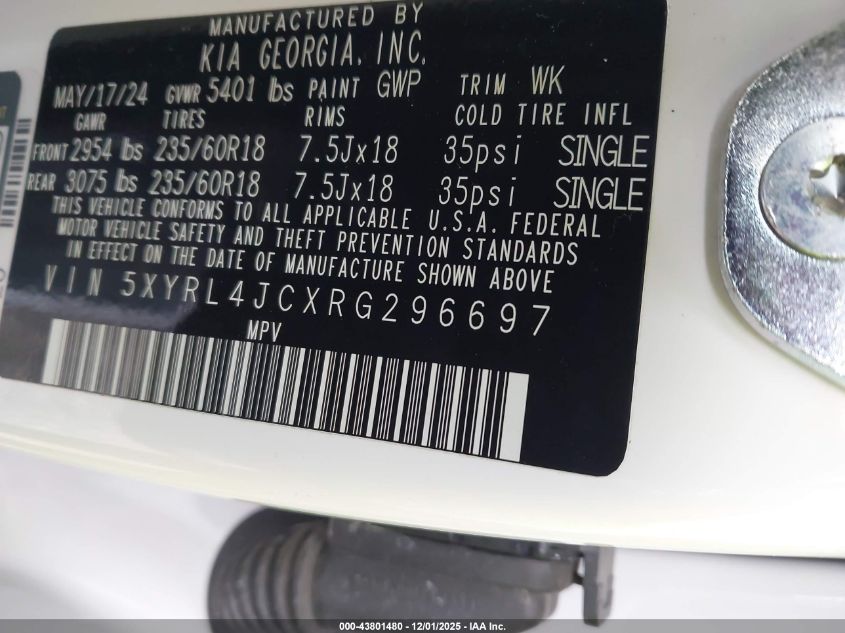 MANUFACTURED BY
KIA GEORGIA, INC.
MAY/17/24 GVWR 5401 lbs PAINT GWP TRIM WK
GAWR TIRES RIMS COLD TIRE INFL
FRONT 2954 lbs 235/60R18 7.5Jx18 35psi SINGLE
REAR 3075 lbs 235/60R18 7.5Jx18 35psi SINGLE
THIS VEHICLE CONFORMS TO ALL APPLICABLE U.S.A. FEDERAL
MOTOR VEHICLE SAFETY AND THEFT PREVENTION STANDARDS
IN EFFECT ON THE DATE OF MANUFACTURE SHOWN ABOVE
VIN 5XYRL4JCXRG296697
MPV
000-43801480 - 12/01/2025 - IAA Inc.